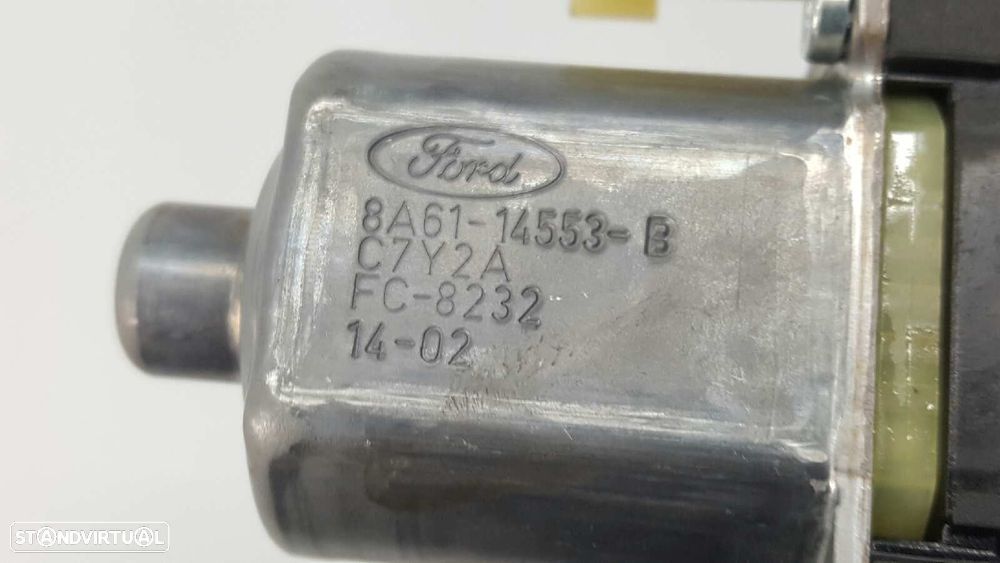 Ford
8A61-14553-B
C7Y2A
FC-8232
14-02
STANDVIRTUAL